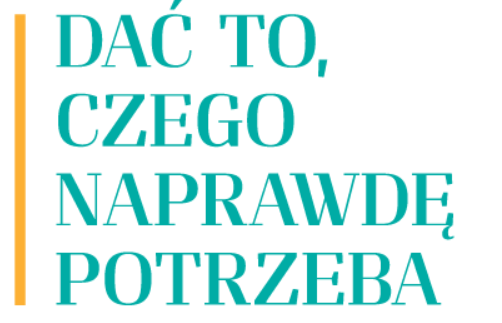 DAĆ TO,
CZEGO
NAPRAWDĘ
POTRZEBA